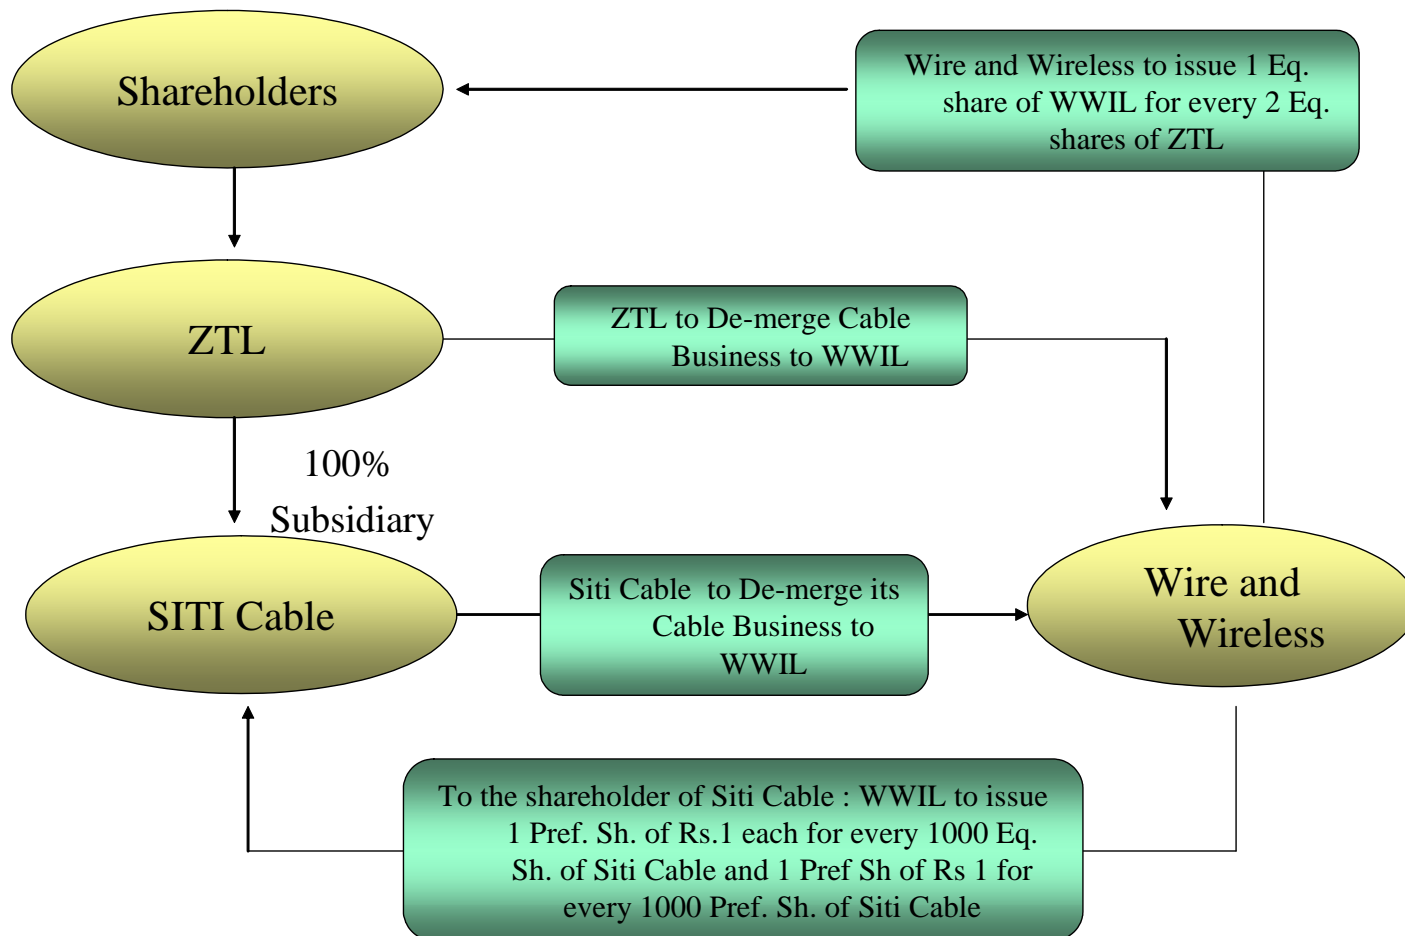 Shareholders
Wire and Wireless to issue 1 Eq.
share of WWIL for every 2 Eq.
shares of ZTL
ZTL
ZTL to De-merge Cable
Business to WWIL
100%
Subsidiary
SITI Cable
Siti Cable to De-merge its
Cable Business to
WWIL
Wire and
Wireless
To the shareholder of Siti Cable : WWIL to issue
1 Pref. Sh. of Rs.1 each for every 1000 Eq.
Sh. of Siti Cable and 1 Pref Sh of Rs 1 for
every 1000 Pref. Sh. of Siti Cable